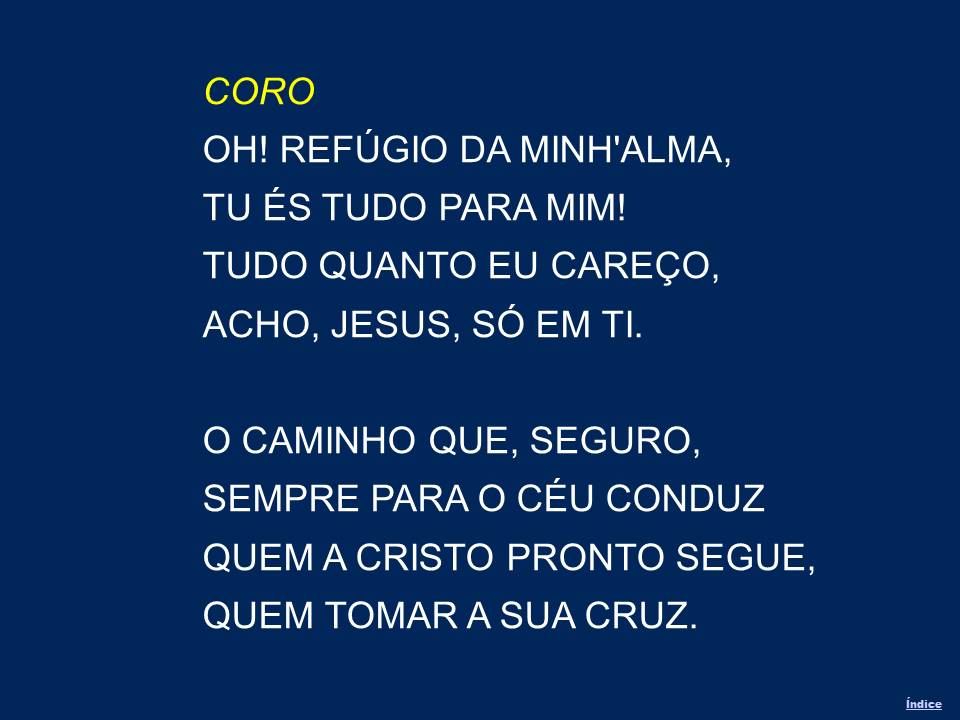 CORO
OH! REFÚGIO DA MINH'ALMA,
TU ÉS TUDO PARA MIM!
TUDO QUANTO EU CAREÇO,
ACHO, JESUS, SÓ EM TI.
O CAMINHO QUE, SEGURO,
SEMPRE PARA O CÉU CONDUZ
QUEM A CRISTO PRONTO SEGUE,
QUEM TOMAR A SUA CRUZ.
Índice